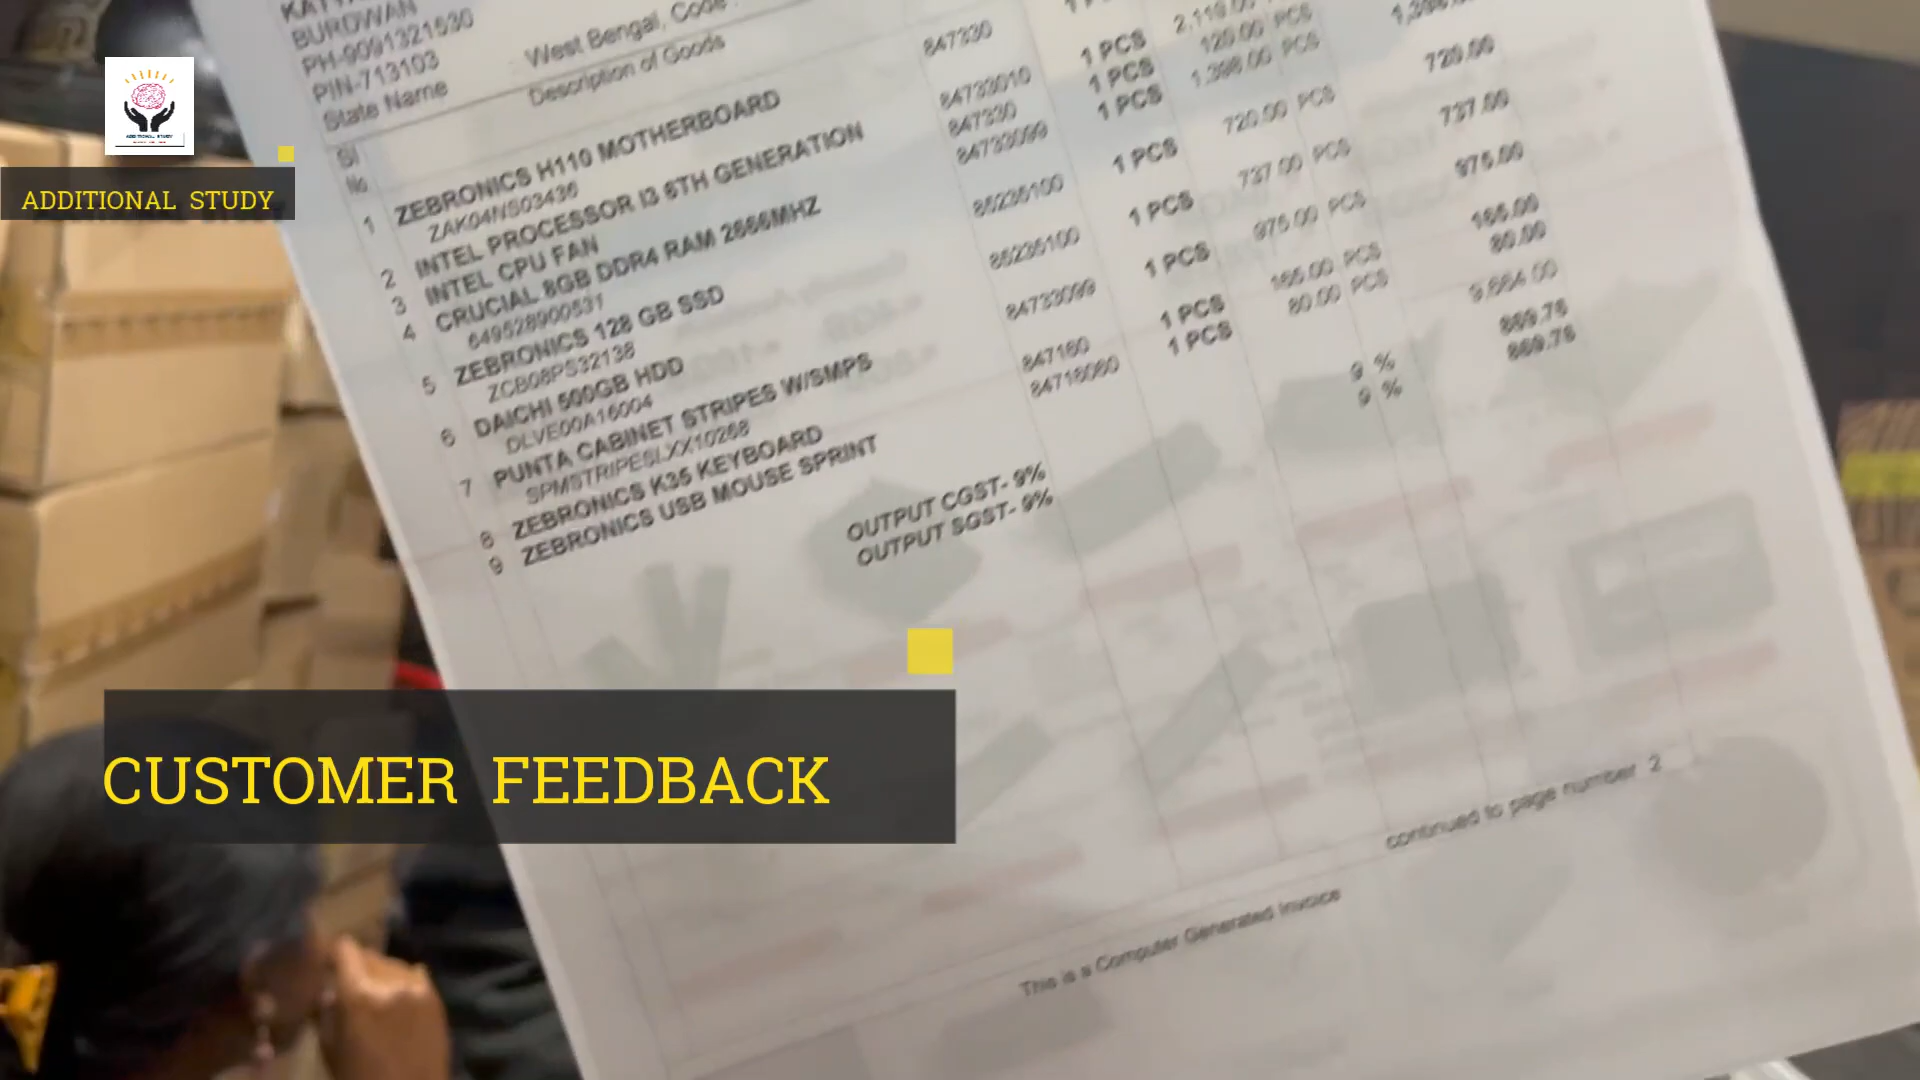 BURDWAN
PH-9091321530
PIN-713103
State Name West Bengal, Code :
Sl No Description of Goods
1 ZEBRONICS H110 MOTHERBOARD 847330 1 PCS 2,119.00
ZAK04NS03436
2 INTEL PROCESSOR I3 6TH GENERATION 84733010 1 PCS
3 INTEL CPU FAN 847330 1 PCS 120.00 PCS
4 CRUCIAL 8GB DDR4 RAM 2666MHZ 84733099 1 PCS 1,398.00 PCS
649528900531
5 ZEBRONICS 128 GB SSD 85235100 1 PCS 720.00 PCS 720.00
ZCB08PS32138
6 DAICHI 500GB HDD 85235100 1 PCS 737.00 PCS 737.00
DLVE00A16004
7 PUNTA CABINET STRIPES W/SMPS 84733099 1 PCS 975.00 PCS 975.00
SPMSTRIPESLXX10268
8 ZEBRONICS K35 KEYBOARD 847160 1 PCS 165.00 PCS 165.00
9 ZEBRONICS USB MOUSE SPRINT 84716060 1 PCS 80.00 PCS 80.00
9,664.00
OUTPUT CGST- 9% 9 % 869.76
OUTPUT SGST- 9% 9 % 869.76
continued to page number 2
This is a Computer Generated Invoice
ADDITIONAL STUDY
CUSTOMER FEEDBACK